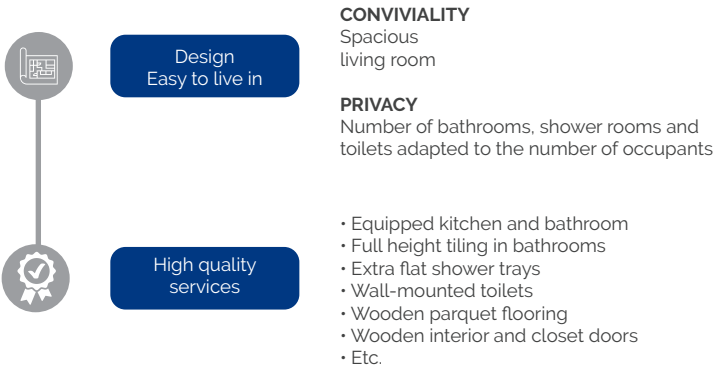 Design
Easy to live in
CONVIVIALITY
Spacious
living room
PRIVACY
Number of bathrooms, shower rooms and
toilets adapted to the number of occupants
High quality
services
• Equipped kitchen and bathroom
• Full height tiling in bathrooms
• Extra flat shower trays
• Wall-mounted toilets
• Wooden parquet flooring
• Wooden interior and closet doors
• Etc.